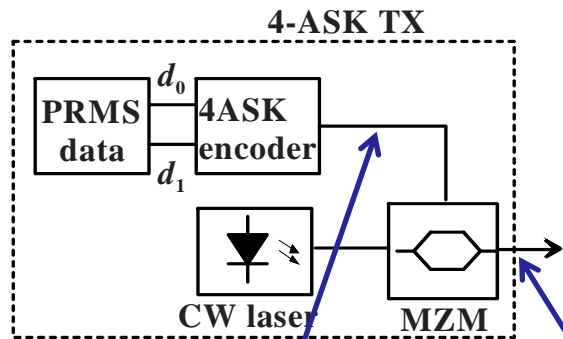 4-ASK TX
d₀
PRMS
data
4ASK
encoder
d₁
CW laser
MZM